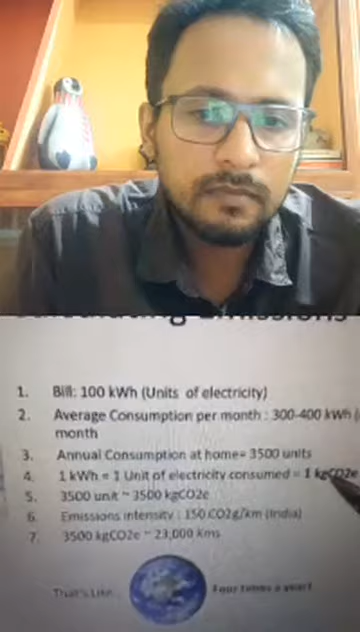 1. Bill: 100 kWh (Units of electricity)
2. Average Consumption per month : 300-400 kWh (
month
3. Annual Consumption at home= 3500 units
4. 1 kWh = 1 Unit of electricity consumed = 1 kgCO2e
5. 3500 unit ~ 3500 kgCO2e
6. Emissions intensity : 150 CO2g/km (India)
7. 3500 kgCO2e ~ 23,000 Kms
That's Like... Four times a year!